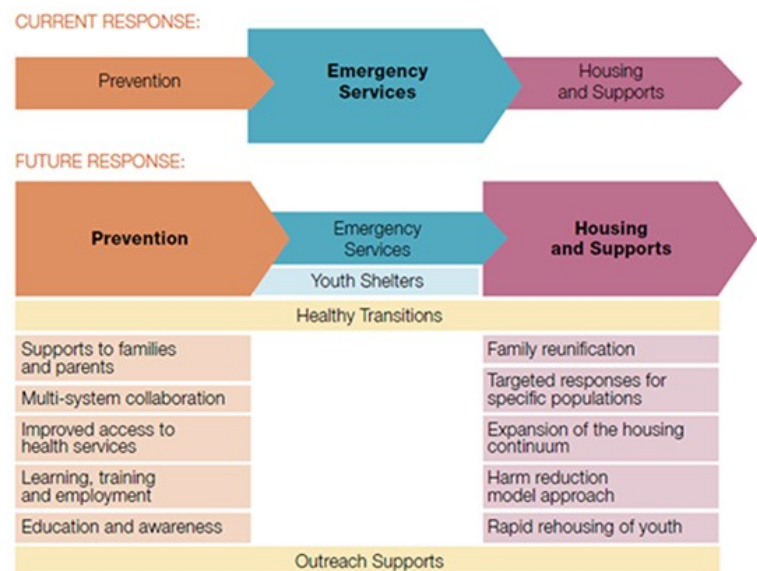 CURRENT RESPONSE:
Prevention
Emergency
Services
Housing
and Supports
FUTURE RESPONSE:
Prevention
Emergency
Services
Housing
and Supports
Youth Shelters
Healthy Transitions
Supports to families
and parents
Multi-system collaboration
Improved access to
health services
Learning, training
and employment
Education and awareness
Family reunification
Targeted responses for
specific populations
Expansion of the housing
continuum
Harm reduction
model approach
Rapid rehousing of youth
Outreach Supports